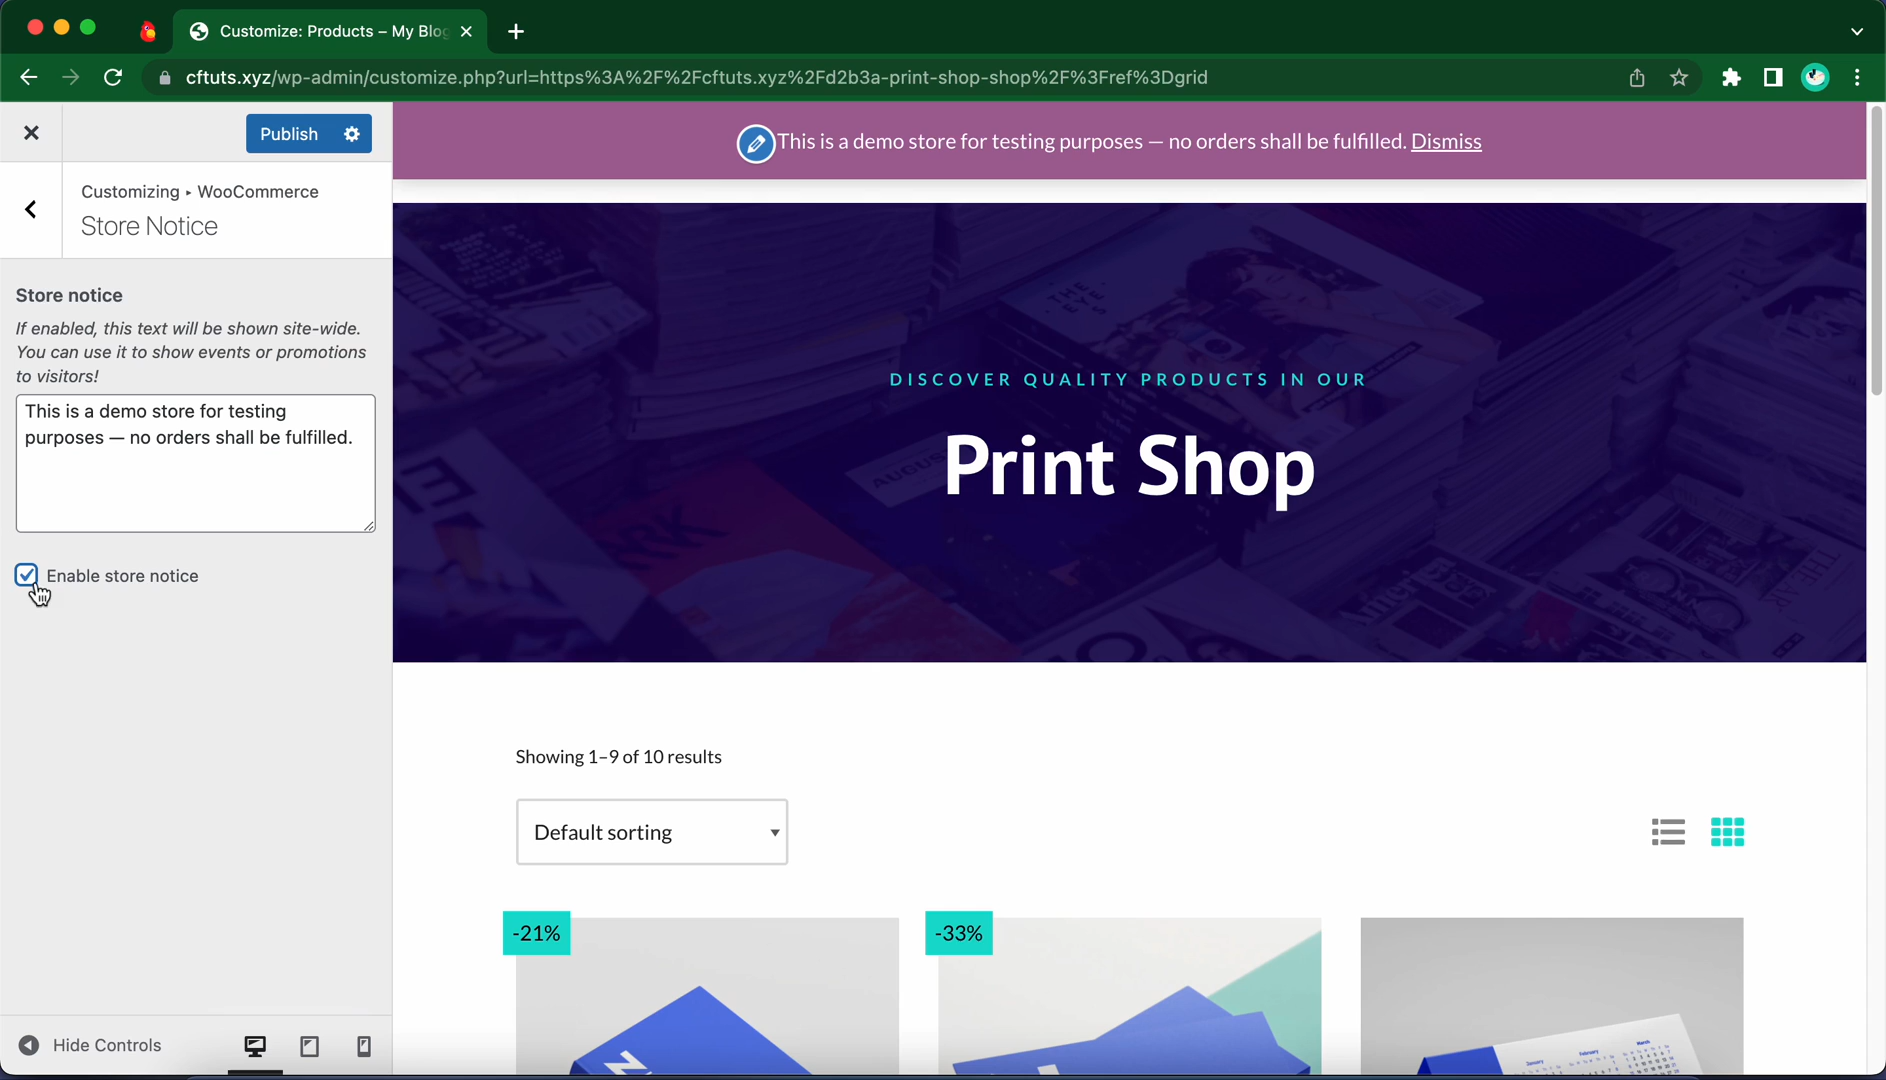 Customize: Products – My Blog
cftuts.xyz/wp-admin/customize.php?url=https%3A%2F%2Fcftuts.xyz%2Fd2b3a-print-shop-shop%2F%3Fref%3Dgrid
Publish
Customizing ▸ WooCommerce
Store Notice
Store notice
If enabled, this text will be shown site-wide.
You can use it to show events or promotions
to visitors!
This is a demo store for testing
purposes — no orders shall be fulfilled.
Enable store notice
Hide Controls
This is a demo store for testing purposes — no orders shall be fulfilled. Dismiss
DISCOVER QUALITY PRODUCTS IN OUR
Print Shop
Showing 1–9 of 10 results
Default sorting
-21%
-33%
January
February
March